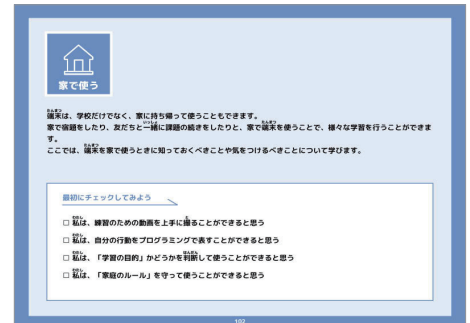 家で使う
端末は、学校だけでなく、家に持ち帰って使うこともできます。
家で宿題をしたり、友だちと一緒に課題の続きをしたりと、家で端末を使うことで、様々な学習を行うことができま
す。
ここでは、端末を家で使うときに知っておくべきことや気をつけるべきことについて学びます。
最初にチェックしてみよう
□ 私は、練習のための動画を上手に撮ることができると思う
□ 私は、自分の行動をプログラミングで表すことができると思う
□ 私は、「学習の目的」かどうかを判断して使うことができると思う
□ 私は、「家庭のルール」を守って使うことができると思う
102